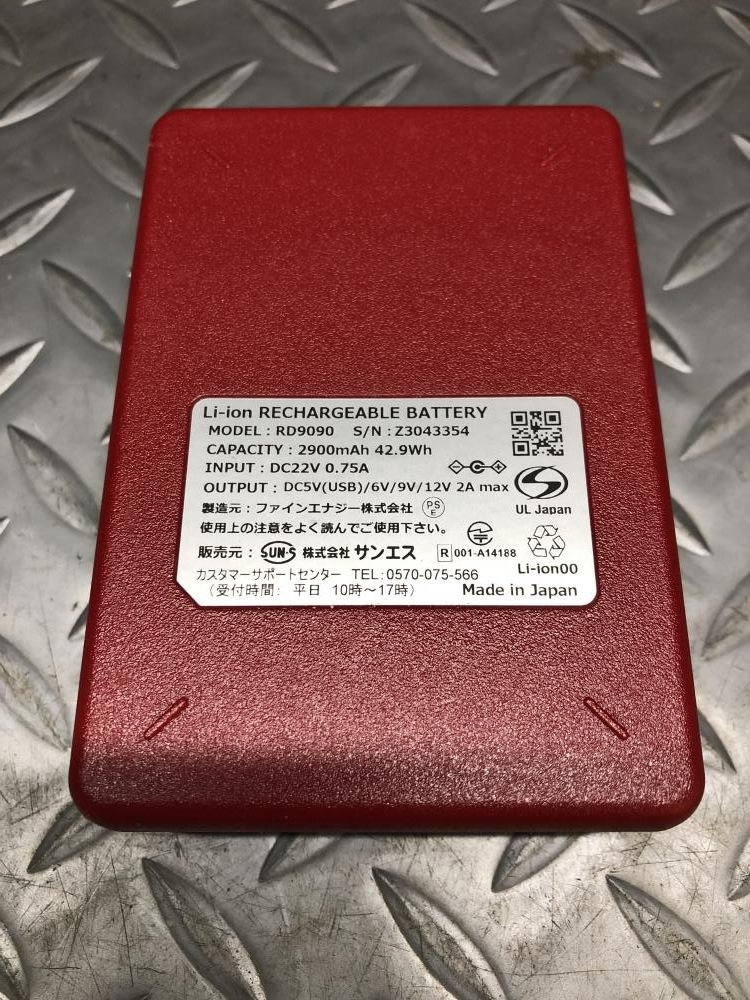 Li-ion RECHARGEABLE BATTERY
MODEL : RD9090 S/N : Z3043354
CAPACITY : 2900mAh 42.9Wh
INPUT : DC22V 0.75A
OUTPUT : DC5V(USB)/6V/9V/12V 2A max
製造元 : ファインエナジー株式会社 PSE
UL Japan
使用上の注意をよく読んでご使用下さい。
販売元 : SUN・S 株式会社 サンエス R 001-A14188
Li-ion00
カスタマーサポートセンター TEL:0570-075-566
(受付時間: 平日 10時~17時) Made in Japan